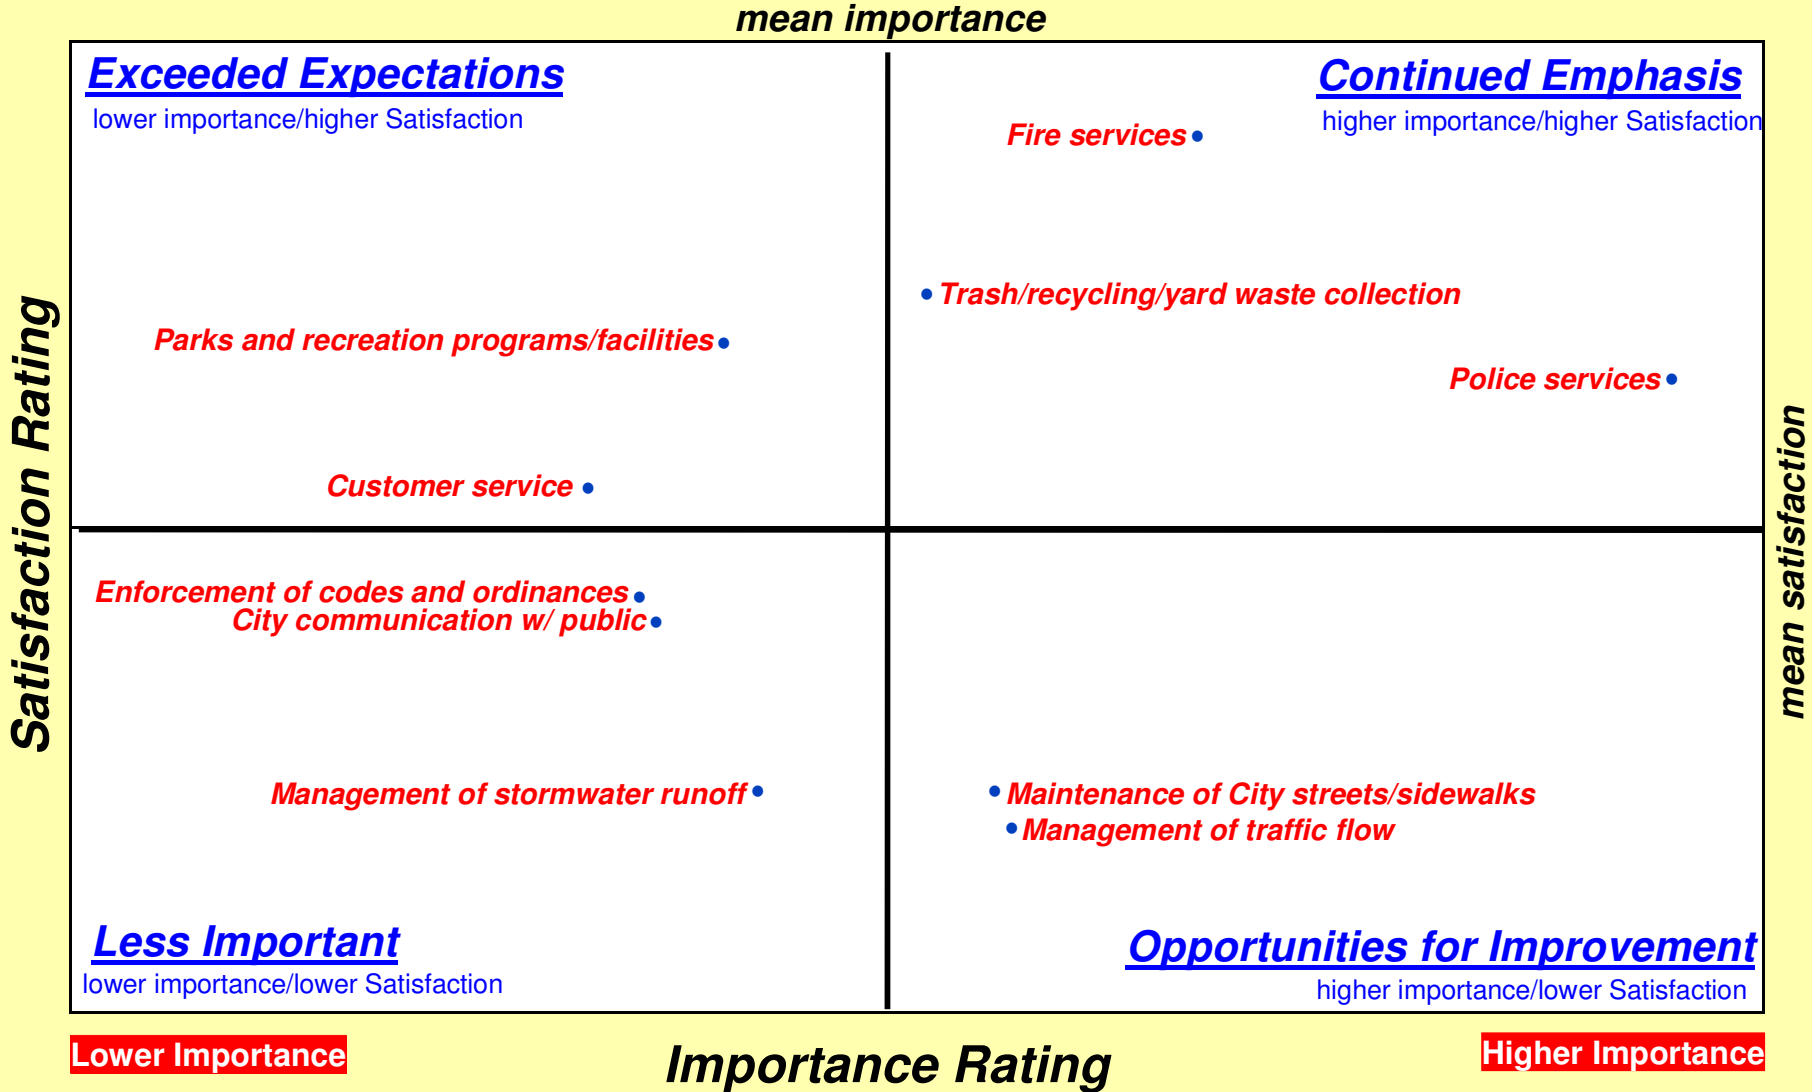 mean importance
Exceeded Expectations
lower importance/higher Satisfaction
Continued Emphasis
higher importance/higher Satisfaction
Fire services
Trash/recycling/yard waste collection
Parks and recreation programs/facilities
Police services
Customer service
Satisfaction Rating
mean satisfaction
Enforcement of codes and ordinances
City communication w/ public
Management of stormwater runoff
Maintenance of City streets/sidewalks
Management of traffic flow
Less Important
lower importance/lower Satisfaction
Opportunities for Improvement
higher importance/lower Satisfaction
Lower Importance
Importance Rating
Higher Importance